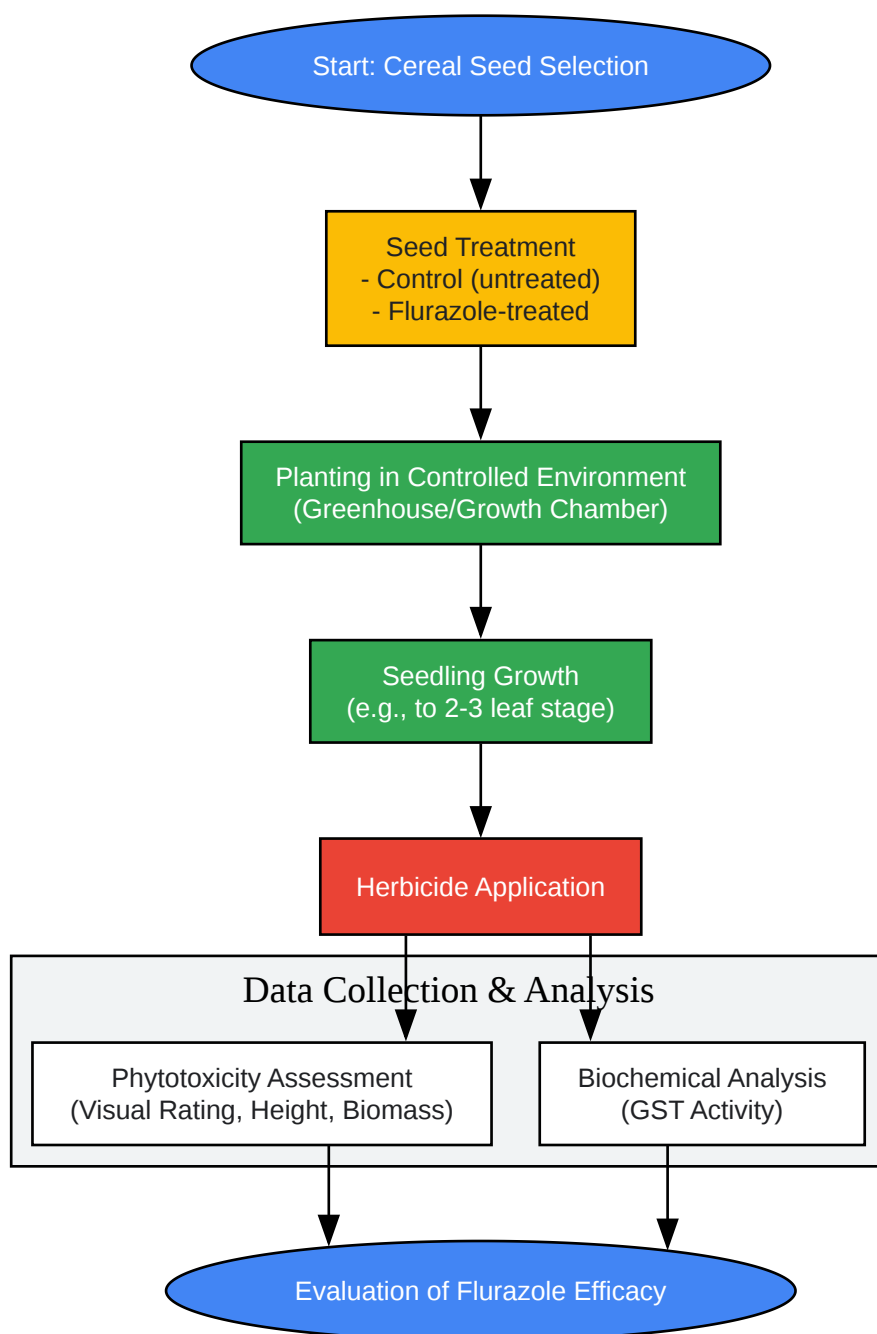 Start: Cereal Seed Selection
Seed Treatment
- Control (untreated)
- Flurazole-treated
Planting in Controlled Environment
(Greenhouse/Growth Chamber)
Seedling Growth
(e.g., to 2-3 leaf stage)
Herbicide Application
Data Collection & Analysis
Phytotoxicity Assessment
(Visual Rating, Height, Biomass)
Biochemical Analysis
(GST Activity)
Evaluation of Flurazole Efficacy